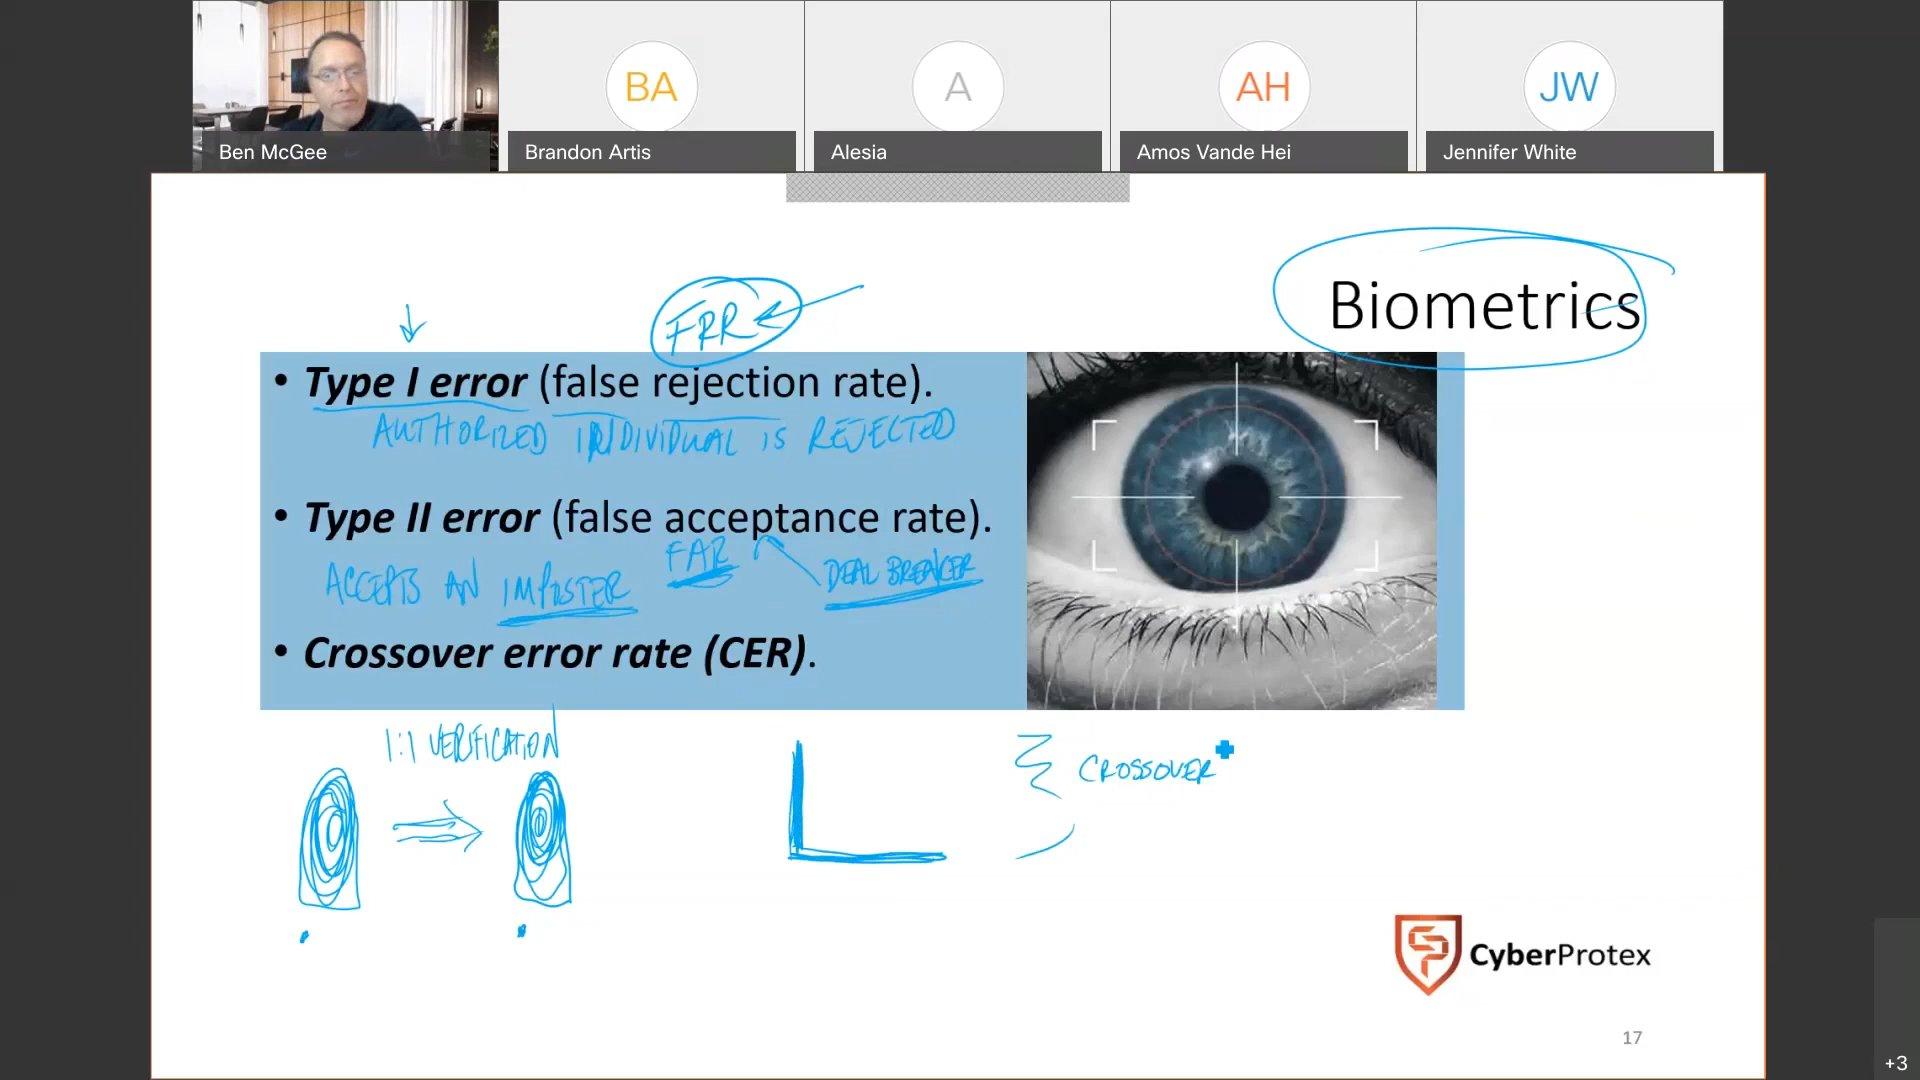 BA
A
AH
JW
Ben McGee
Brandon Artis
Alesia
Amos Vande Hei
Jennifer White
Biometrics
FRR
• Type I error (false rejection rate).
AUTHORIZED INDIVIDUAL IS REJECTED
• Type II error (false acceptance rate).
FAR
DEAL BREAKER
ACCEPTS AN IMPOSTER
• Crossover error rate (CER).
1:1 VERIFICATION
CROSSOVER
CyberProtex
17
+3